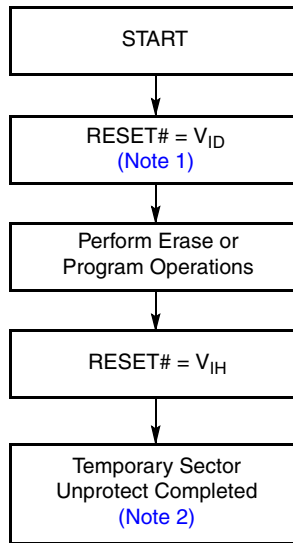 START
RESET# = VID
(Note 1)
Perform Erase or
Program Operations
RESET# = VIH
Temporary Sector
Unprotect Completed
(Note 2)